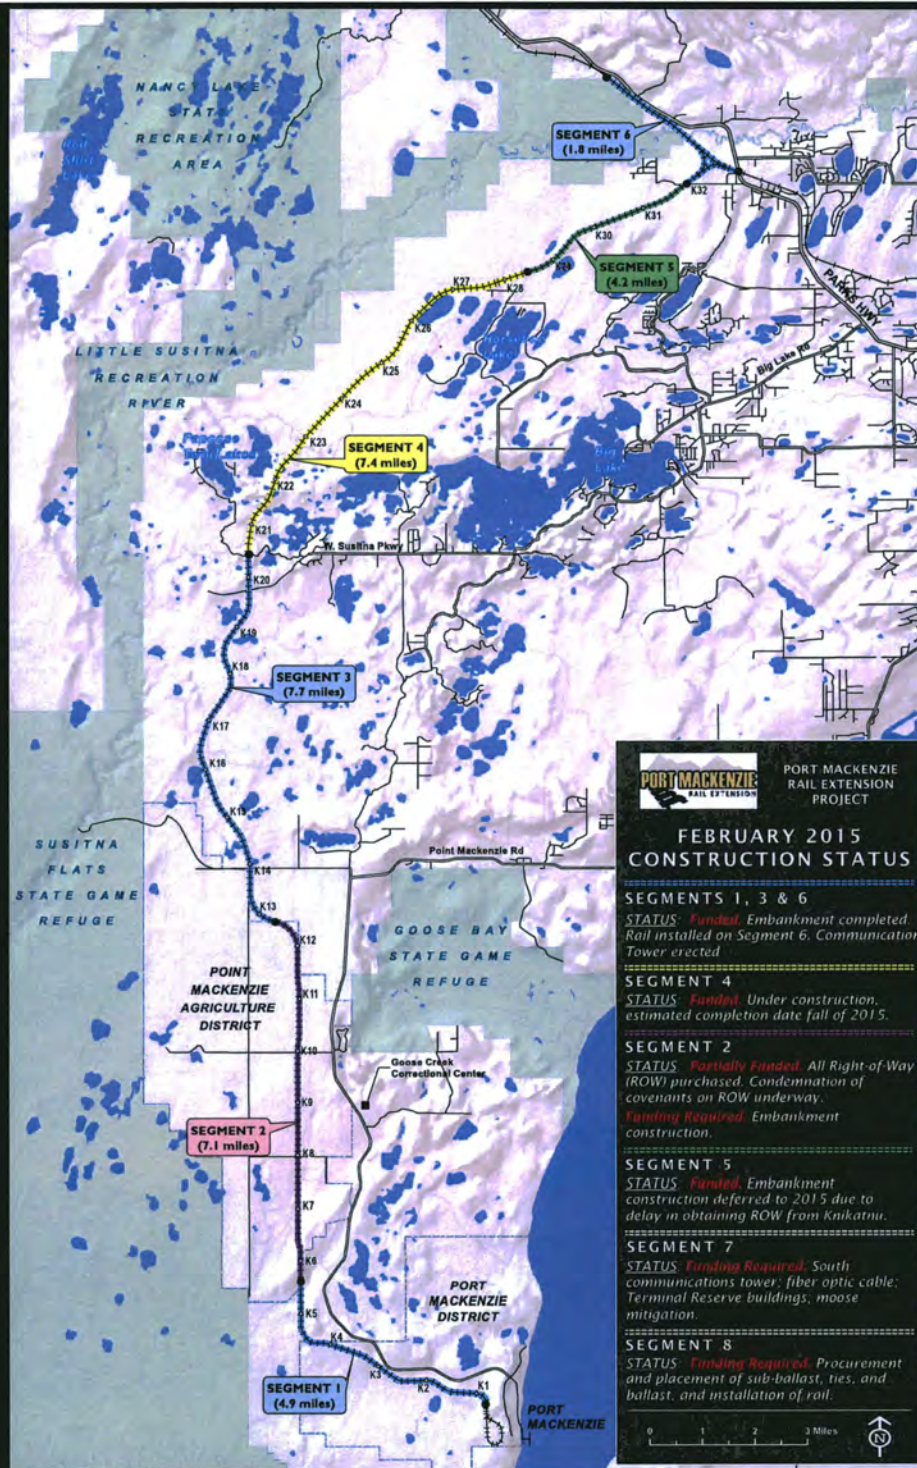 NANCY LAKE
STATE
RECREATION
AREA
SEGMENT 6
(1.8 miles)
K32
K31
K30
K29
SEGMENT 5
(4.2 miles)
K28
K27
K26
K25
K24
K23
PARKS HWY
Big Lake Rd
LITTLE SUSITNA
RECREATION
RIVER
SEGMENT 4
(7.4 miles)
Big
Lake
K22
K21
W. Susitna Pkwy
K20
K19
K18
SEGMENT 3
(7.7 miles)
K17
K16
K15
K14
K13
K12
K11
K10
K9
K8
K7
K6
K5
K4
K3
K2
K1
SUSITNA
FLATS
STATE GAME
REFUGE
Point Mackenzie Rd
GOOSE BAY
STATE GAME
REFUGE
POINT
MACKENZIE
AGRICULTURE
DISTRICT
Goose Creek
Correctional Center
SEGMENT 2
(7.1 miles)
PORT
MACKENZIE
DISTRICT
SEGMENT 1
(4.9 miles)
PORT
MACKENZIE
PORT MACKENZIE
RAIL EXTENSION
PORT MACKENZIE
RAIL EXTENSION
PROJECT
FEBRUARY 2015
CONSTRUCTION STATUS
SEGMENTS 1, 3 & 6
STATUS: Funded. Embankment completed.
Rail installed on Segment 6. Communication
Tower erected
SEGMENT 4
STATUS: Funded. Under construction,
estimated completion date fall of 2015.
SEGMENT 2
STATUS: Partially Funded. All Right-of-Way
(ROW) purchased. Condemnation of
covenants on ROW underway.
Funding Required. Embankment
construction.
SEGMENT 5
STATUS: Funded. Embankment
construction deferred to 2015 due to
delay in obtaining ROW from Knikatnu.
SEGMENT 7
STATUS: Funding Required. South
communications tower; fiber optic cable;
Terminal Reserve buildings; moose
mitigation.
SEGMENT 8
STATUS: Funding Required. Procurement
and placement of sub-ballast, ties, and
ballast, and installation of rail.
0 1 2 3 Miles
N